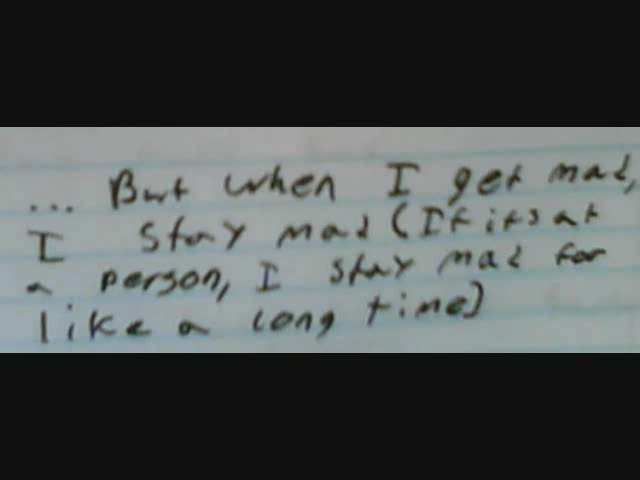 ... But when I get mad,
I stay mad (If its at
a person, I stay mad for
like a long time)